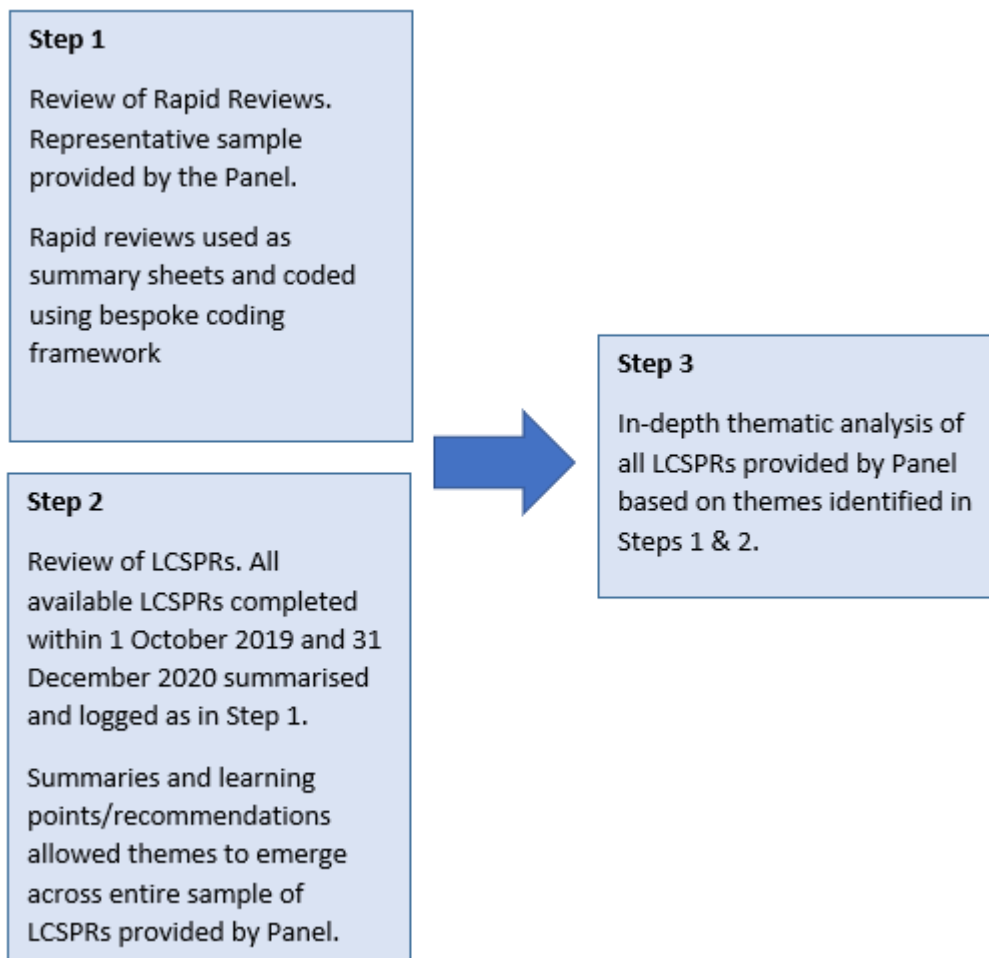 Step 1
Review of Rapid Reviews.
Representative sample
provided by the Panel.
Rapid reviews used as
summary sheets and coded
using bespoke coding
framework
Step 2
Review of LCSPRs. All
available LCSPRs completed
within 1 October 2019 and 31
December 2020 summarised
and logged as in Step 1.
Summaries and learning
points/recommendations
allowed themes to emerge
across entire sample of
LCSPRs provided by Panel.
Step 3
In-depth thematic analysis of
all LCSPRs provided by Panel
based on themes identified in
Steps 1 & 2.